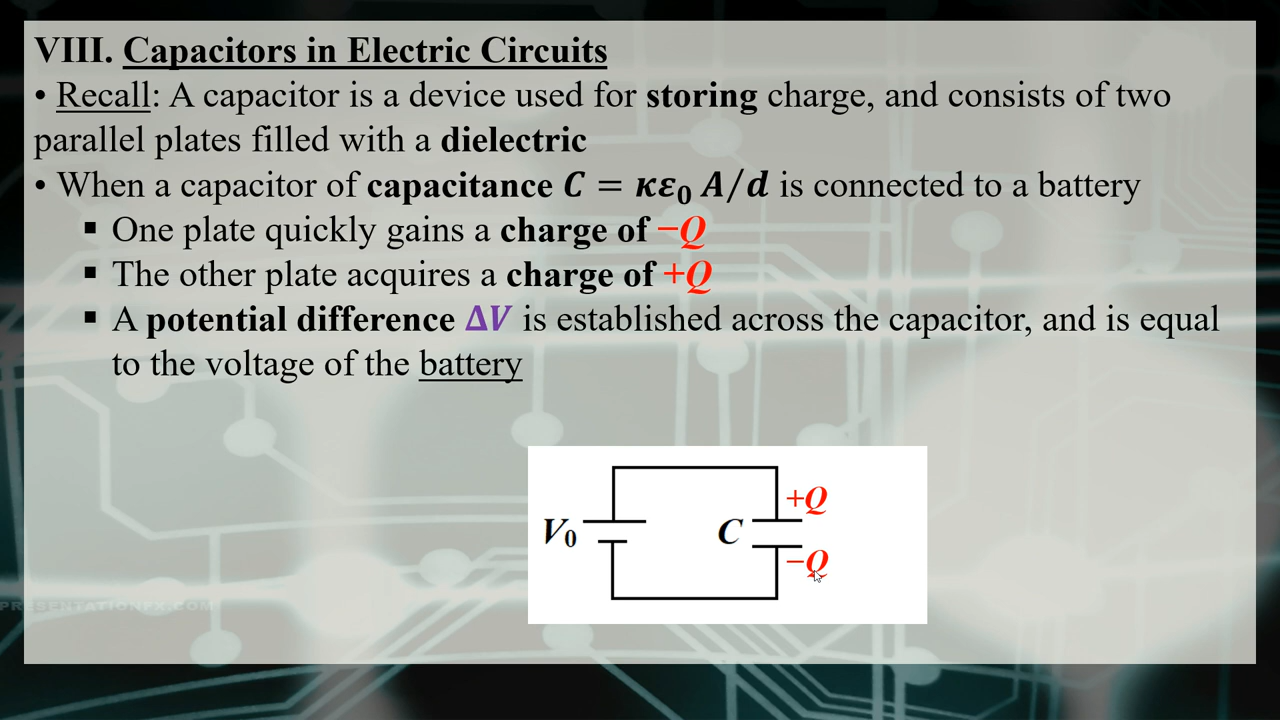 VIII. Capacitors in Electric Circuits
• Recall: A capacitor is a device used for storing charge, and consists of two
parallel plates filled with a dielectric
• When a capacitor of capacitance C = κε₀ A/d is connected to a battery
▪ One plate quickly gains a charge of −Q
▪ The other plate acquires a charge of +Q
▪ A potential difference ΔV is established across the capacitor, and is equal
to the voltage of the battery
+Q
V₀ C
−Q
PRESENTATIONFX.COM